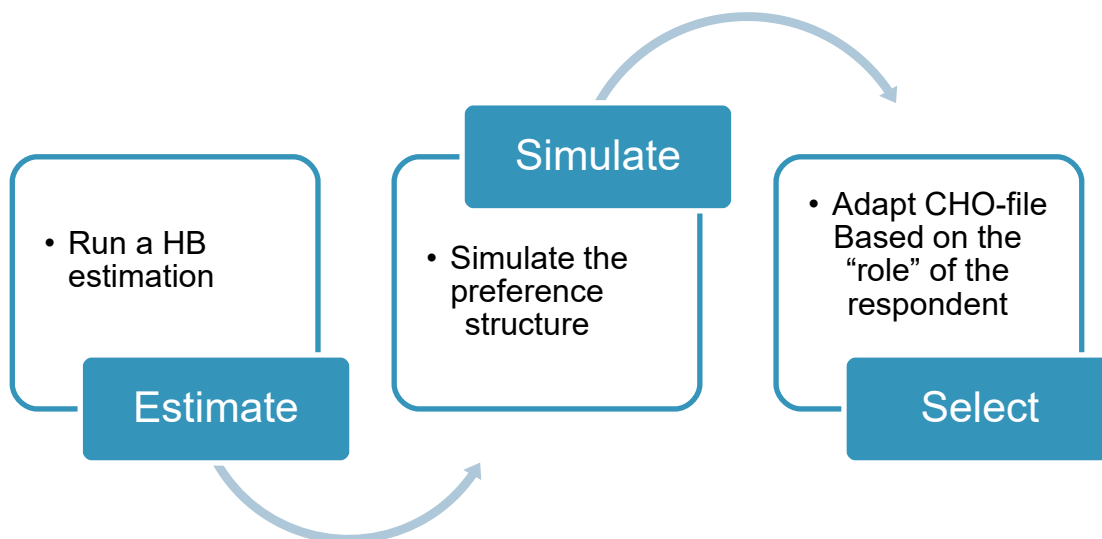 • Run a HB
estimation
Estimate
Simulate
• Simulate the
preference
structure
• Adapt CHO-file
Based on the
“role” of the
respondent
Select